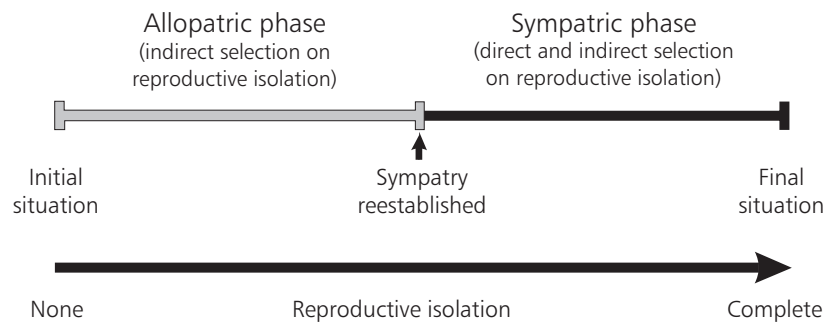 Allopatric phase
(indirect selection on
reproductive isolation)
Sympatric phase
(direct and indirect selection
on reproductive isolation)
Initial
situation
Sympatry
reestablished
Final
situation
None
Reproductive isolation
Complete